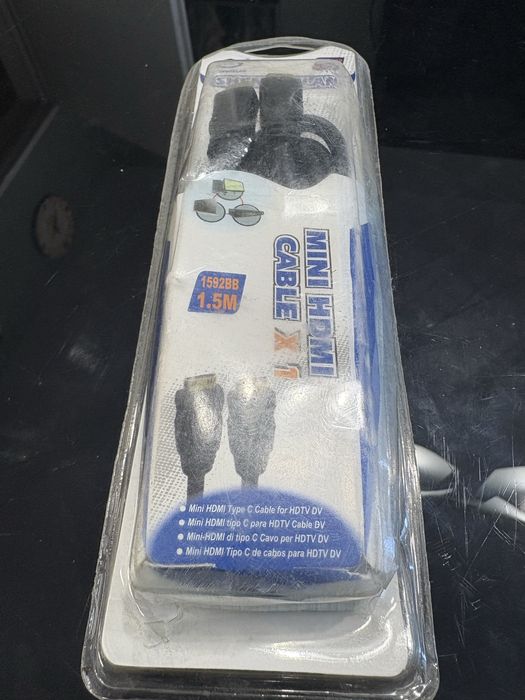 MINI HDMI
CABLE X 1
1592BB
1.5M
Mini HDMI Type C Cable for HDTV DV
Mini HDMI tipo C para HDTV Cable DV
Mini-HDMI di tipo C Cavo per HDTV DV
Mini HDMI Tipo C de cabos para HDTV DV